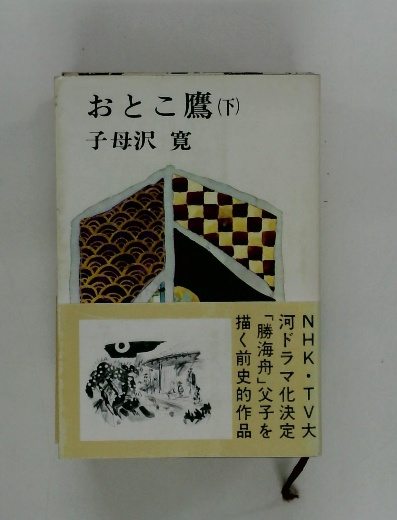 おとこ鷹(下)
子母沢 寛
NHK・TV大
河ドラマ化決定
「勝海舟」父子を
描く前史的作品